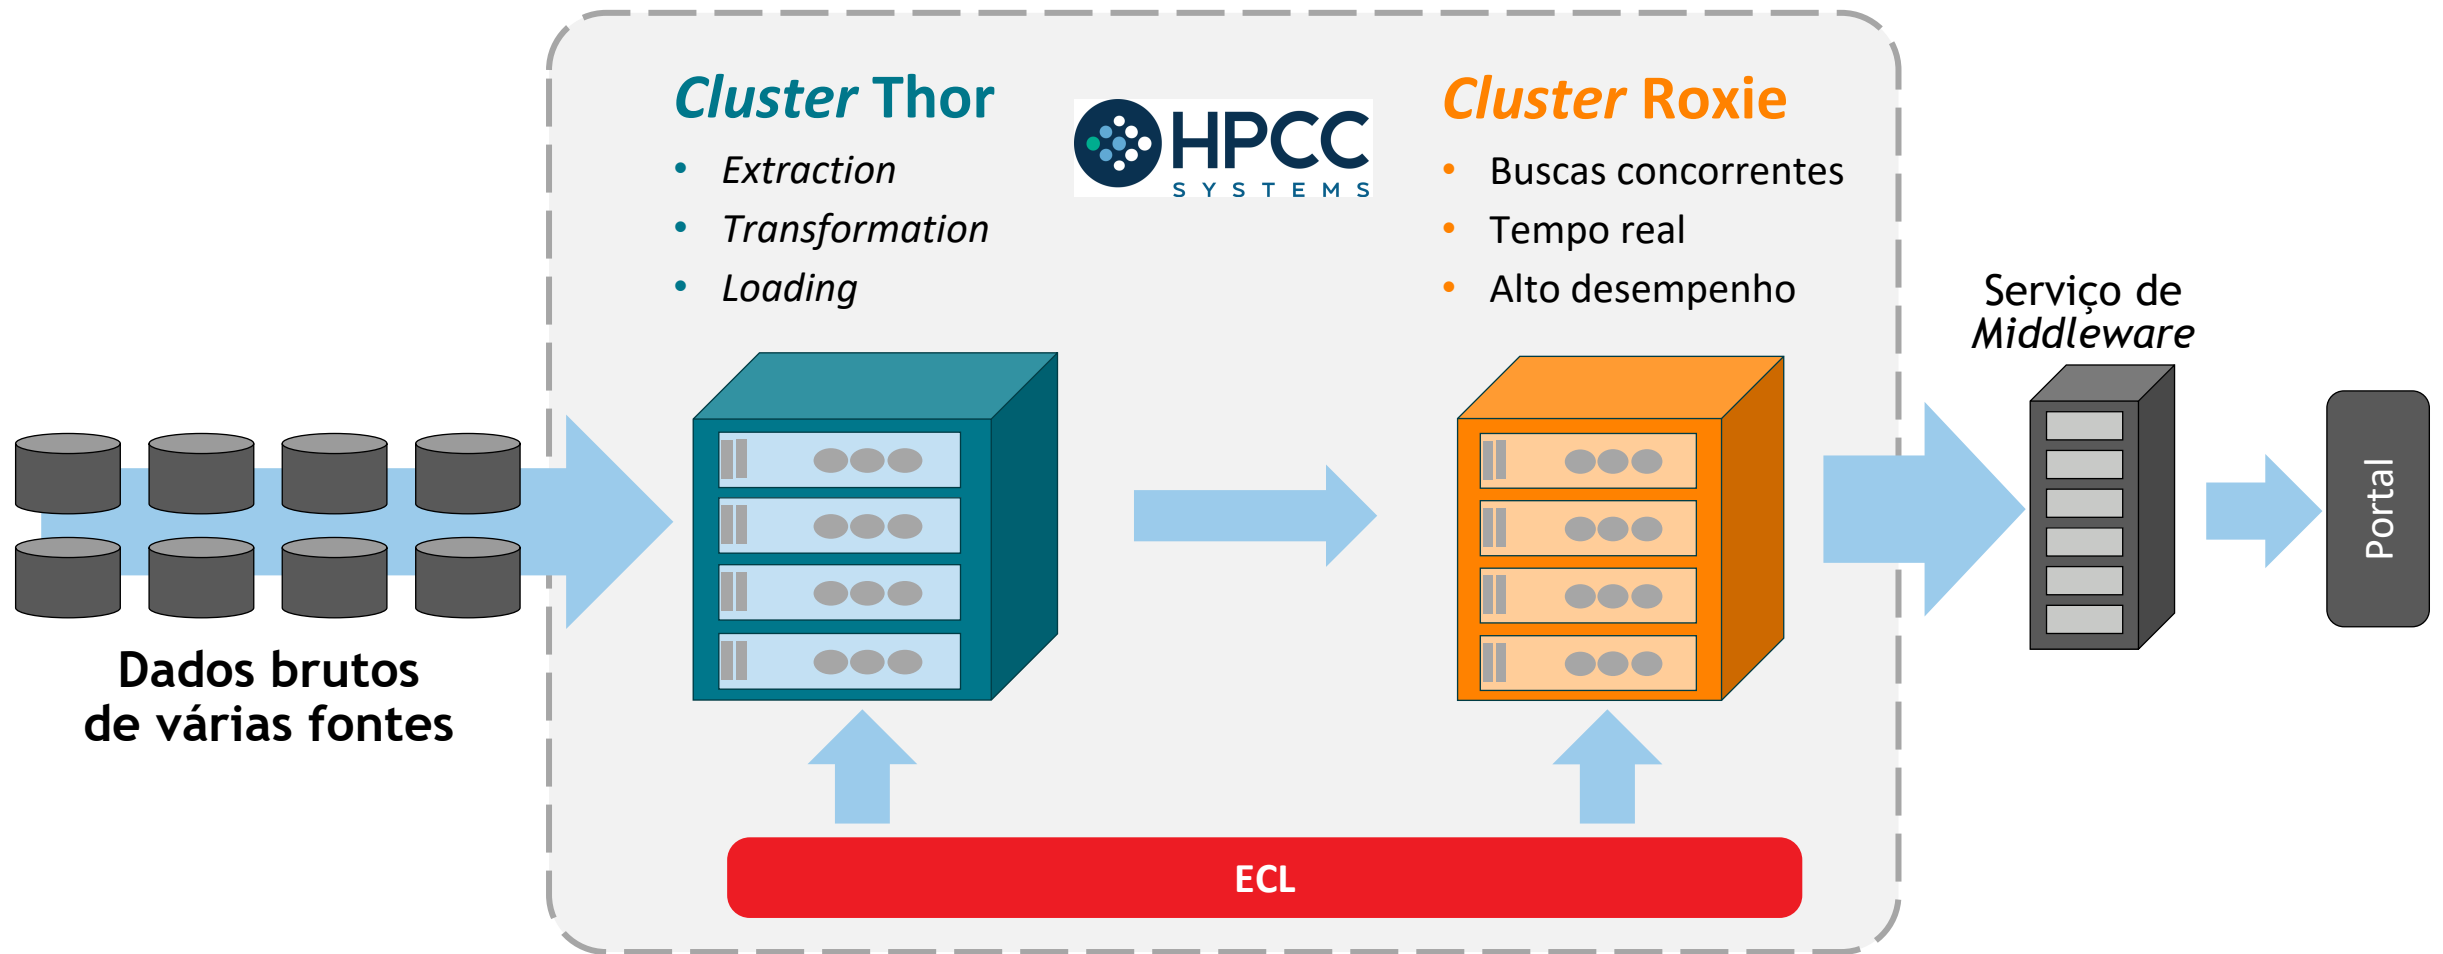 Cluster Thor
• Extraction
• Transformation
• Loading
HPCC
SYSTEMS
Cluster Roxie
• Buscas concorrentes
• Tempo real
• Alto desempenho
Serviço de
Middleware
Portal
Dados brutos
de várias fontes
ECL